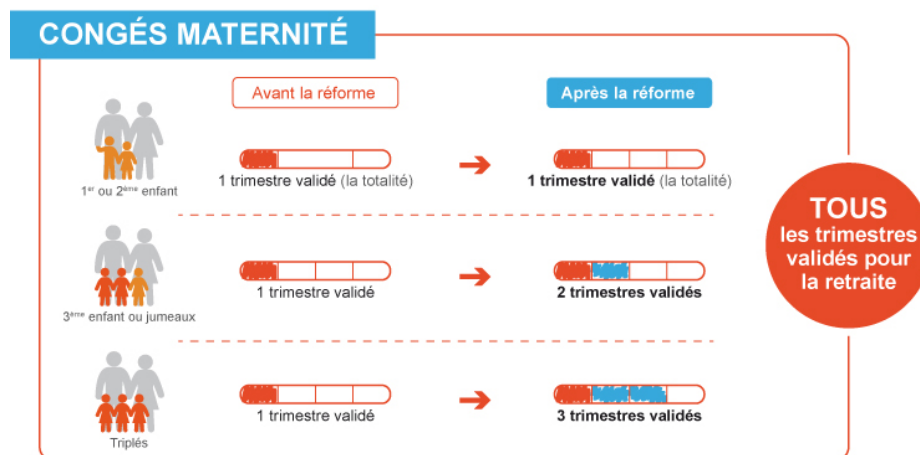 CONGÉS MATERNITÉ
Avant la réforme
Après la réforme
1er ou 2ème enfant
1 trimestre validé (la totalité)
1 trimestre validé (la totalité)
3ème enfant ou jumeaux
1 trimestre validé
2 trimestres validés
Triplés
1 trimestre validé
3 trimestres validés
TOUS
les trimestres
validés pour
la retraite